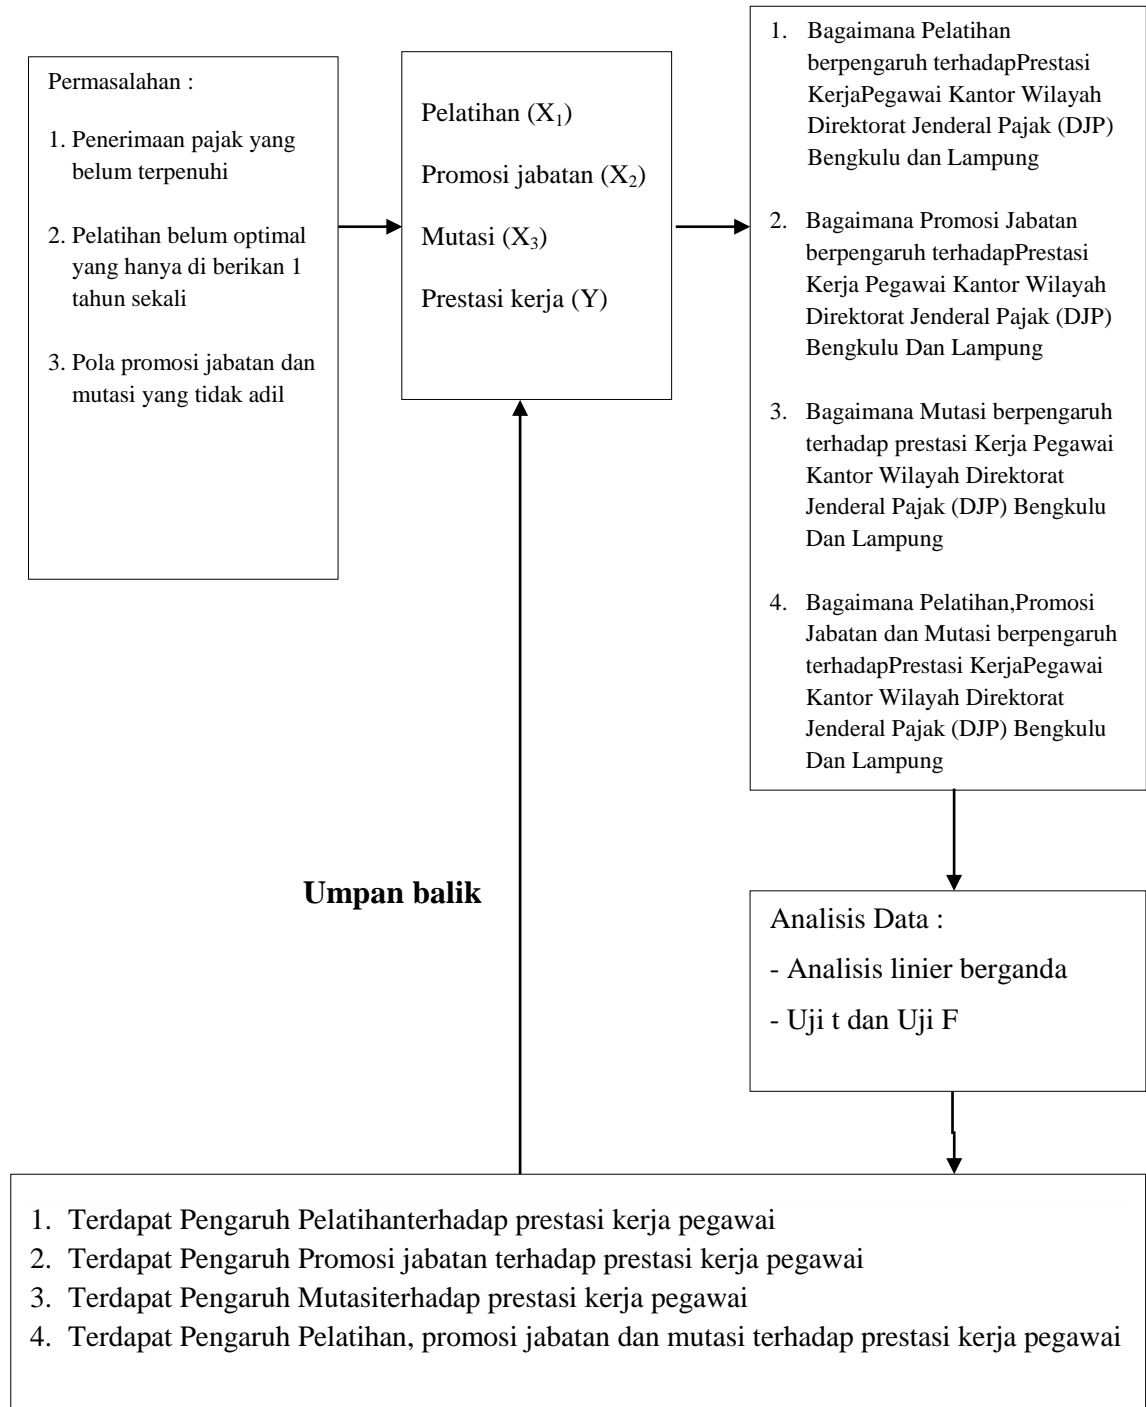 Permasalahan :
1. Penerimaan pajak yang
belum terpenuhi
2. Pelatihan belum optimal
yang hanya di berikan 1
tahun sekali
3. Pola promosi jabatan dan
mutasi yang tidak adil
Pelatihan (X1)
Promosi jabatan (X2)
Mutasi (X3)
Prestasi kerja (Y)
1. Bagaimana Pelatihan
berpengaruh terhadapPrestasi
KerjaPegawai Kantor Wilayah
Direktorat Jenderal Pajak (DJP)
Bengkulu dan Lampung
2. Bagaimana Promosi Jabatan
berpengaruh terhadapPrestasi
Kerja Pegawai Kantor Wilayah
Direktorat Jenderal Pajak (DJP)
Bengkulu Dan Lampung
3. Bagaimana Mutasi berpengaruh
terhadap prestasi Kerja Pegawai
Kantor Wilayah Direktorat
Jenderal Pajak (DJP) Bengkulu
Dan Lampung
4. Bagaimana Pelatihan,Promosi
Jabatan dan Mutasi berpengaruh
terhadapPrestasi KerjaPegawai
Kantor Wilayah Direktorat
Jenderal Pajak (DJP) Bengkulu
Dan Lampung
Umpan balik
Analisis Data :
- Analisis linier berganda
- Uji t dan Uji F
1. Terdapat Pengaruh Pelatihanterhadap prestasi kerja pegawai
2. Terdapat Pengaruh Promosi jabatan terhadap prestasi kerja pegawai
3. Terdapat Pengaruh Mutasiterhadap prestasi kerja pegawai
4. Terdapat Pengaruh Pelatihan, promosi jabatan dan mutasi terhadap prestasi kerja pegawai